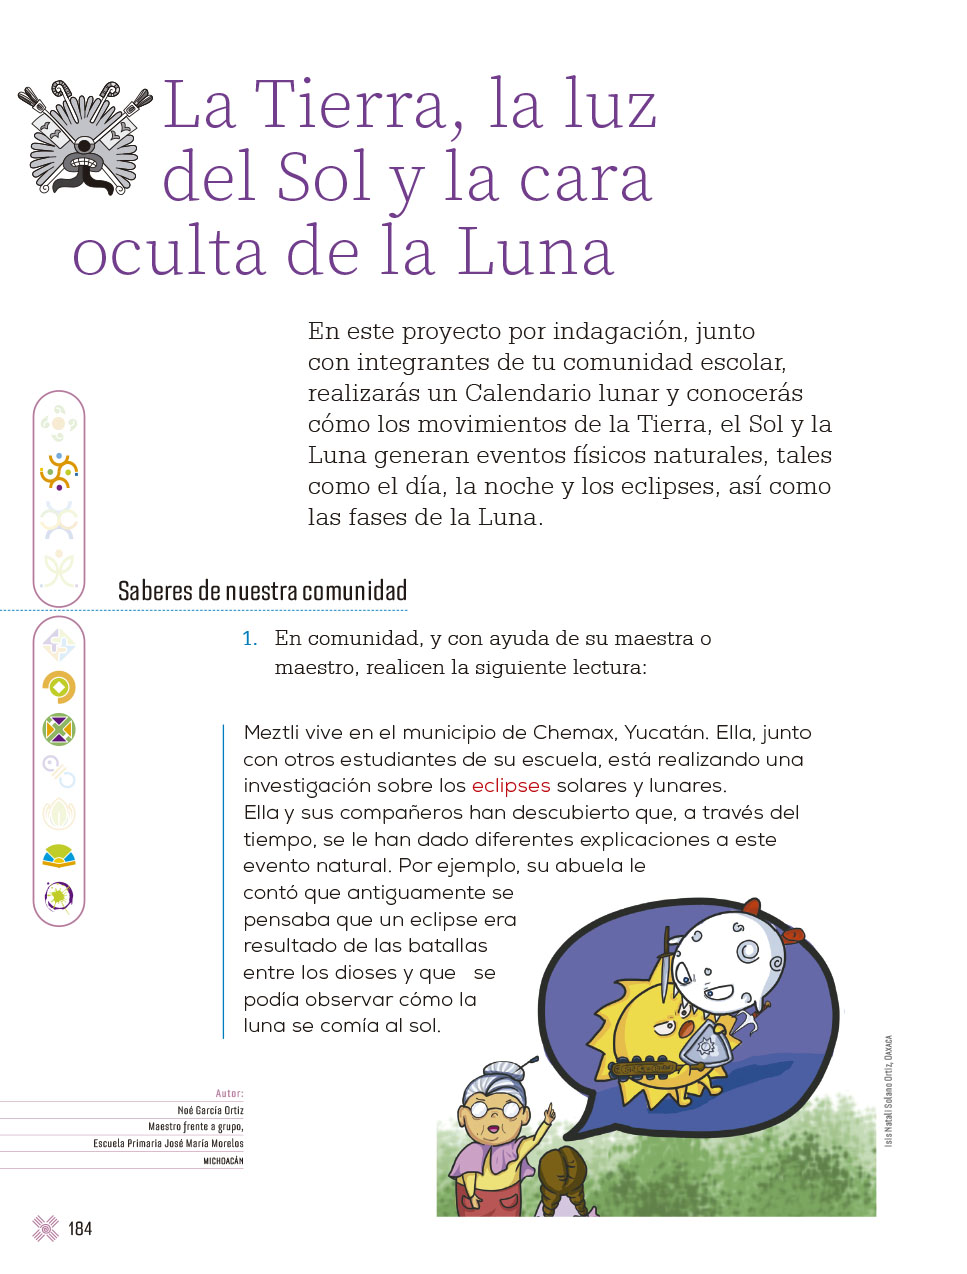 La Tierra, la luz
del Sol y la cara
oculta de la Luna
En este proyecto por indagación, junto
con integrantes de tu comunidad escolar,
realizarás un Calendario lunar y conocerás
cómo los movimientos de la Tierra, el Sol y la
Luna generan eventos físicos naturales, tales
como el día, la noche y los eclipses, así como
las fases de la Luna.
Saberes de nuestra comunidad
1. En comunidad, y con ayuda de su maestra o
maestro, realicen la siguiente lectura:
Meztli vive en el municipio de Chemax, Yucatán. Ella, junto
con otros estudiantes de su escuela, está realizando una
investigación sobre los eclipses solares y lunares.
Ella y sus compañeros han descubierto que, a través del
tiempo, se le han dado diferentes explicaciones a este
evento natural. Por ejemplo, su abuela le
contó que antiguamente se
pensaba que un eclipse era
resultado de las batallas
entre los dioses y que se
podía observar cómo la
luna se comía al sol.
Isis Natali Solano Ortiz, OAXACA
Autor:
Noé García Ortiz
Maestro frente a grupo,
Escuela Primaria José María Morelos
MICHOACÁN
184